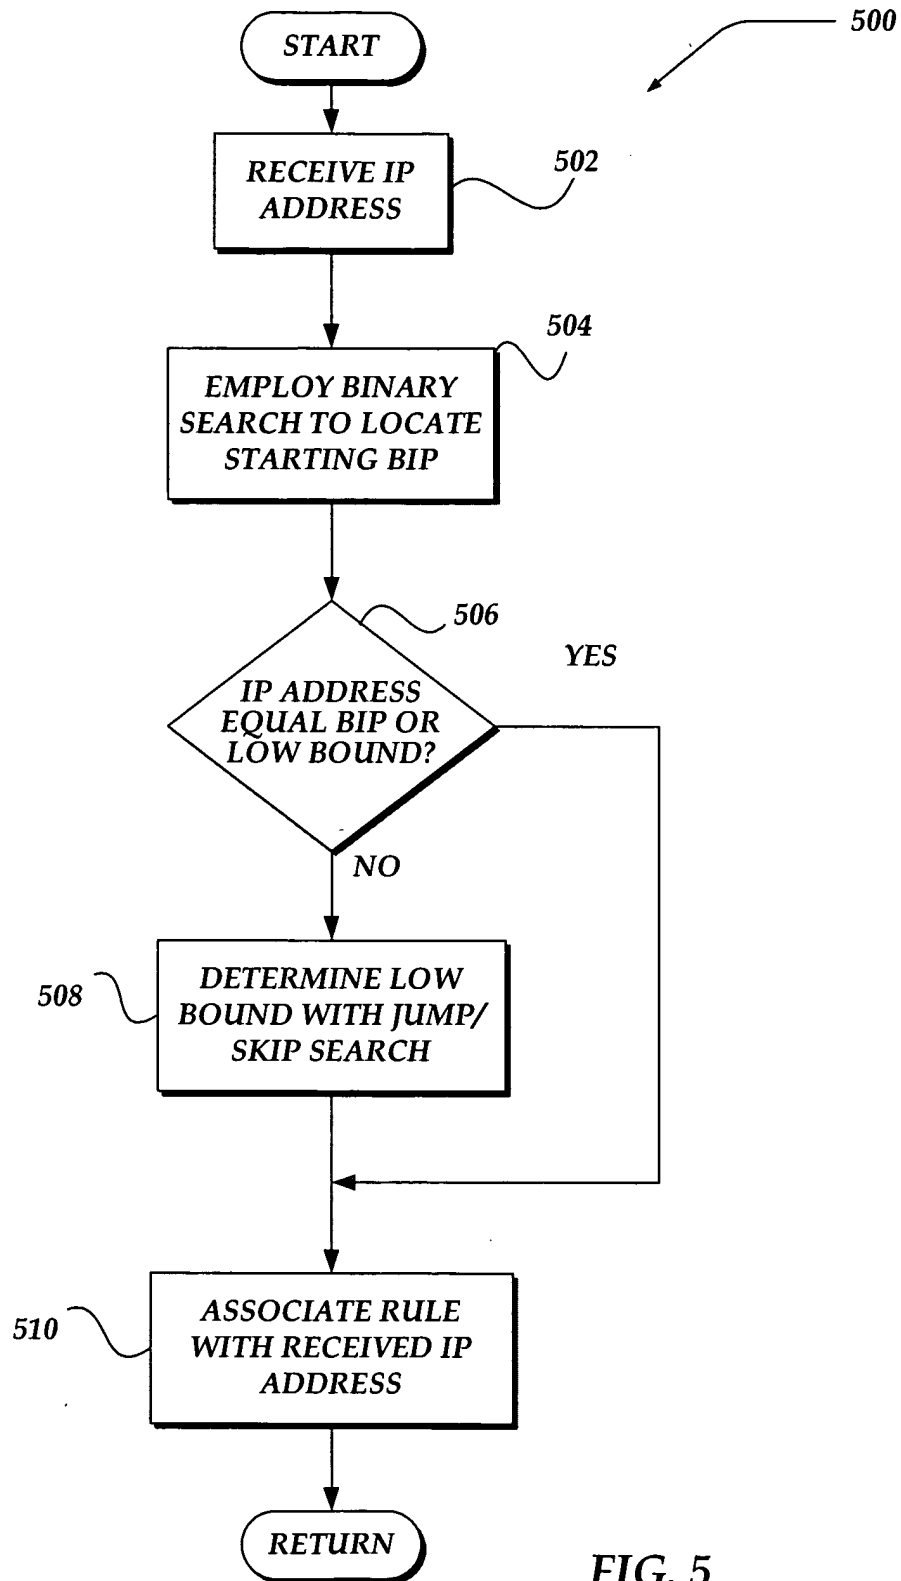 500
START
RECEIVE IP
ADDRESS
502
504
EMPLOY BINARY
SEARCH TO LOCATE
STARTING BIP
506
YES
IP ADDRESS
EQUAL BIP OR
LOW BOUND?
NO
508
DETERMINE LOW
BOUND WITH JUMP/
SKIP SEARCH
510
ASSOCIATE RULE
WITH RECEIVED IP
ADDRESS
RETURN
FIG. 5